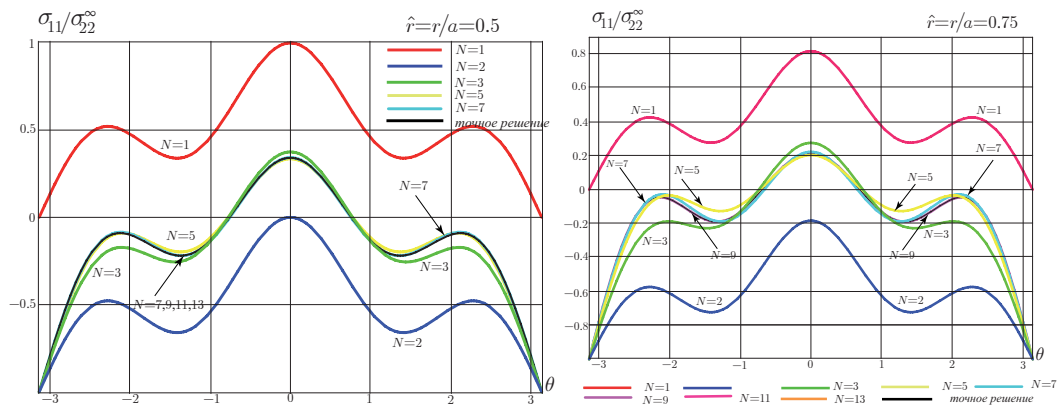 σ₁₁/σ₂₂^∞
r̂=r/a=0.5
1
0.5
0
−0.5
−3 −2 −1 0 1 2 3 θ
N=1
N=2
N=3
N=5
N=7
точное решение
N=1
N=7
N=5
N=3
N=3
N=7,9,11,13
N=2
σ₁₁/σ₂₂^∞
r̂=r/a=0.75
0.8
0.6
0.4
0.2
0
−0.2
−0.4
−0.6
−0.8
−3 −2 −1 0 1 2 3 θ
N=1
N=1
N=7
N=7
N=5
N=5
N=3
N=9
N=9
N=3
N=2
N=2
N=1 N=3 N=5 N=7
N=9 N=11 N=13 точное решение